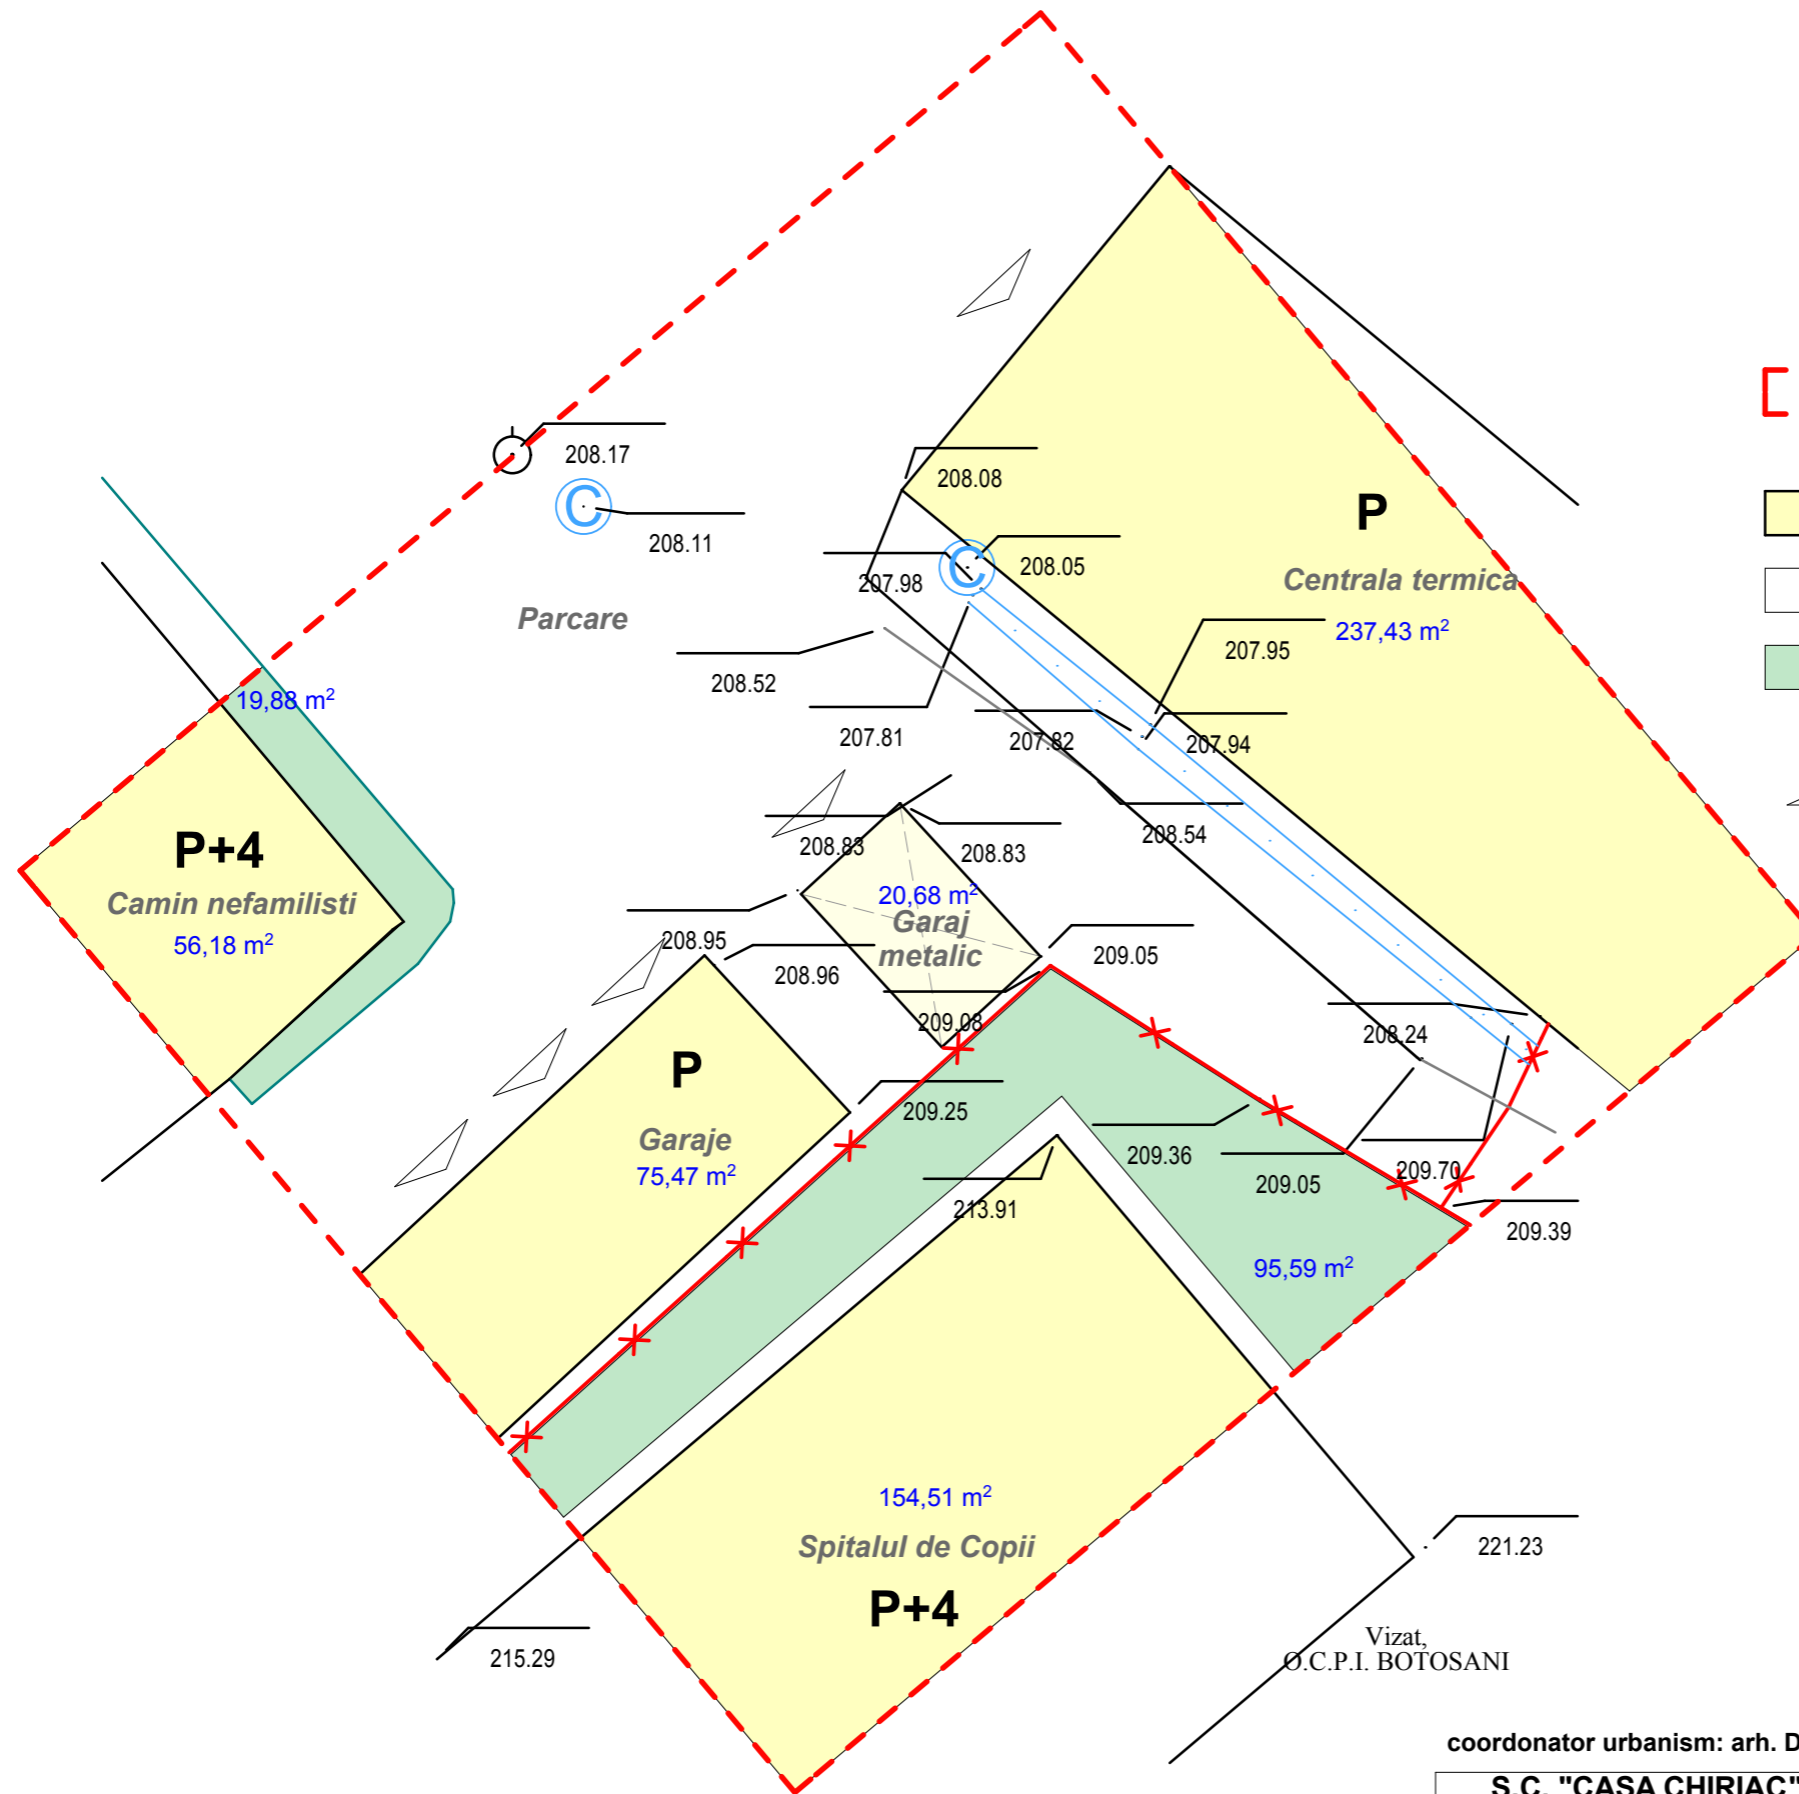 208.17
208.08
P
208.11
208.05
207.98
Centrala termica
Parcare
237,43 m²
207.95
208.52
19,88 m²
207.81
207.82
207.94
208.54
P+4
208.83
208.83
20,68 m²
Camin nefamilisti
Garaj
metalic
56,18 m²
208.95
208.96
209.05
209.08
208.24
P
209.25
Garaje
209.36
75,47 m²
209.05
209.70
213.91
209.39
95,59 m²
154,51 m²
Spitalul de Copii
221.23
P+4
Vizat,
215.29
O.C.P.I. BOTOSANI
coordonator urbanism: arh. D
S.C. "CASA CHIRIAC"
C
C